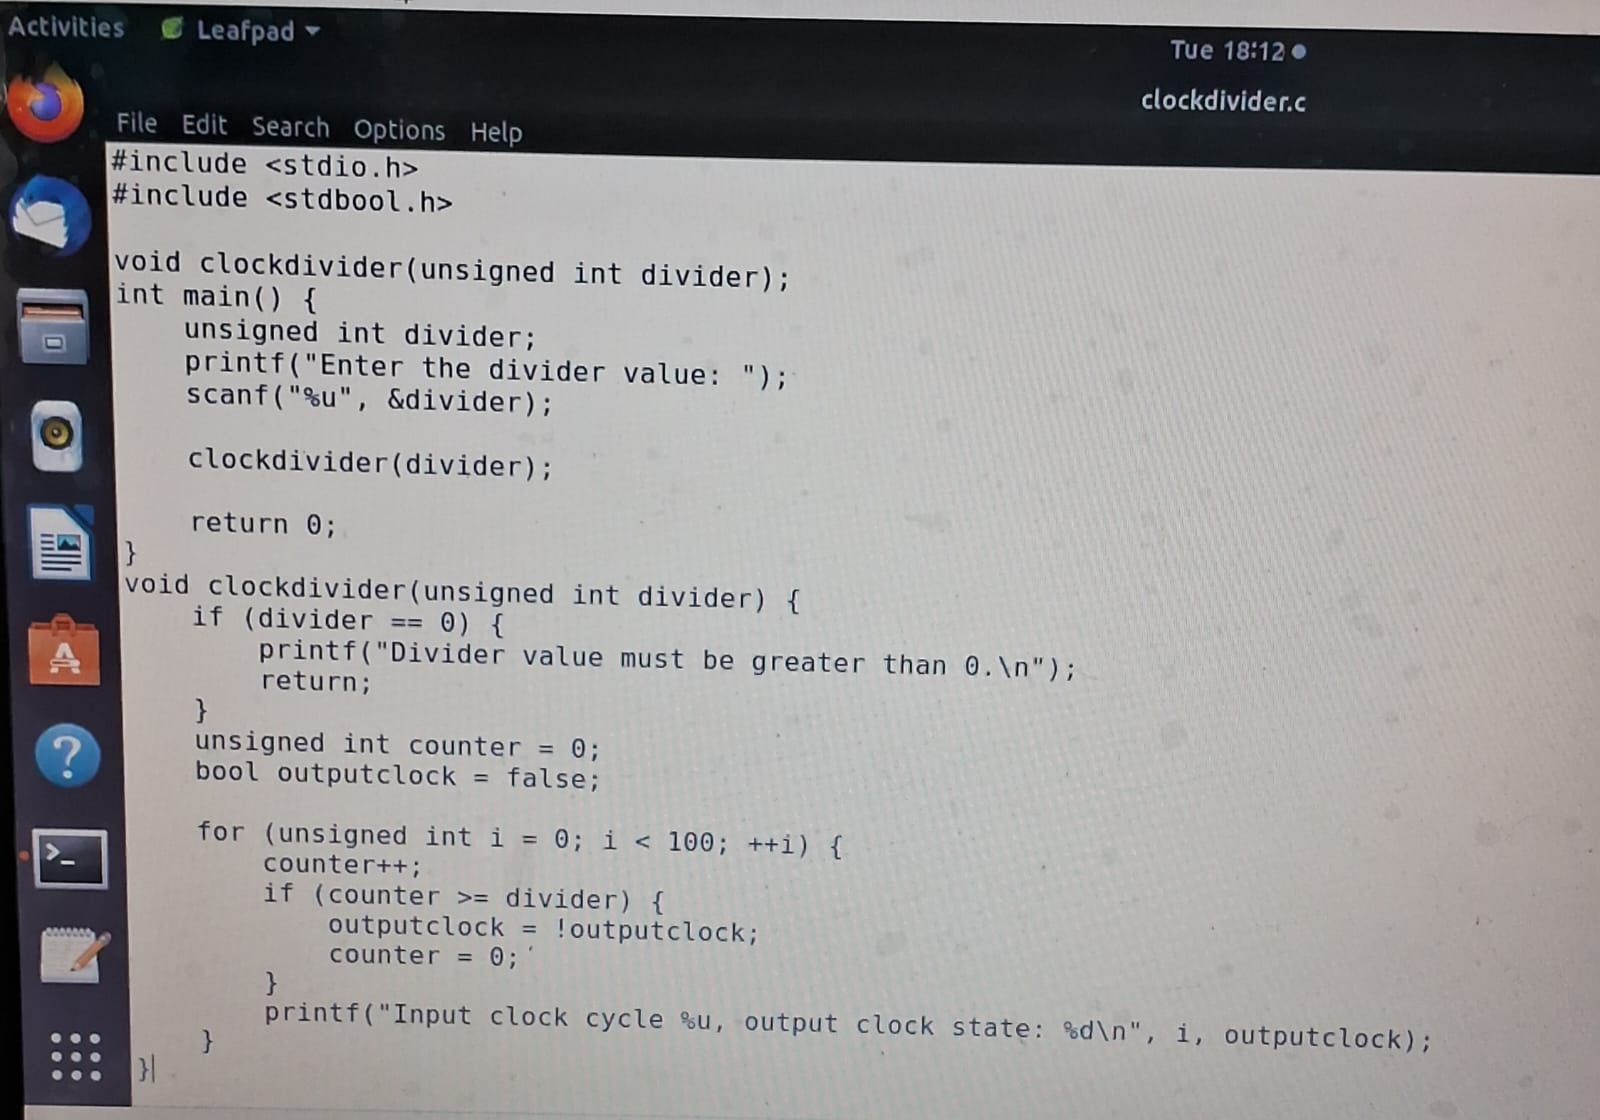 Activities Leafpad
Tue 18:12
clockdivider.c
File Edit Search Options Help
#include <stdio.h>
#include <stdbool.h>

void clockdivider(unsigned int divider);
int main() {
    unsigned int divider;
    printf("Enter the divider value: ");
    scanf("%u", &divider);

    clockdivider(divider);

    return 0;
}
void clockdivider(unsigned int divider) {
    if (divider == 0) {
        printf("Divider value must be greater than 0.\n");
        return;
    }
    unsigned int counter = 0;
    bool outputclock = false;

    for (unsigned int i = 0; i < 100; ++i) {
        counter++;
        if (counter >= divider) {
            outputclock = !outputclock;
            counter = 0;
        }
        printf("Input clock cycle %u, output clock state: %d\n", i, outputclock);
    }
}